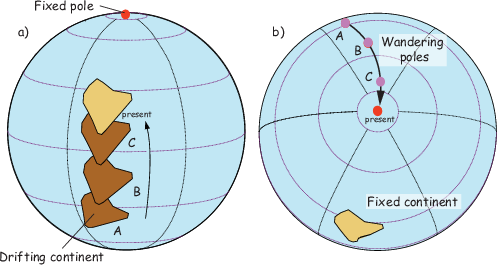 Fixed pole
a)
present
C
B
A
Drifting continent
b)
A
B
C
Wandering
poles
present
Fixed continent